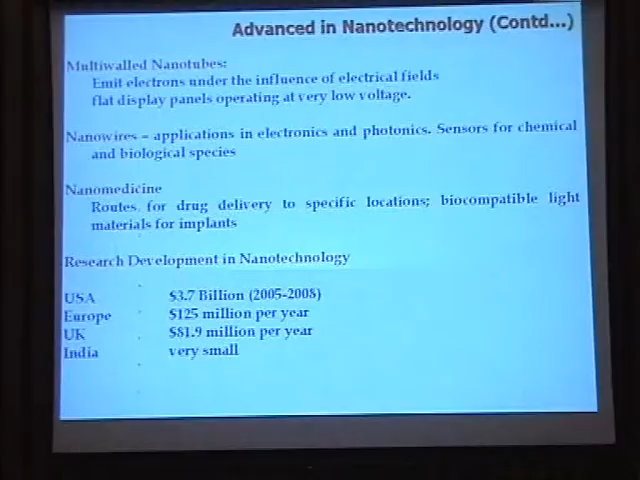 Advanced in Nanotechnology (Contd...)
Multiwalled Nanotubes:
Emit electrons under the influence of electrical fields
flat display panels operating at very low voltage.
Nanowires – applications in electronics and photonics. Sensors for chemical
and biological species
Nanomedicine
Routes. for drug delivery to specific locations; biocompatible light
materials for implants
Research Development in Nanotechnology
USA $3.7 Billion (2005-2008)
Europe $125 million per year
UK $81.9 million per year
India very small